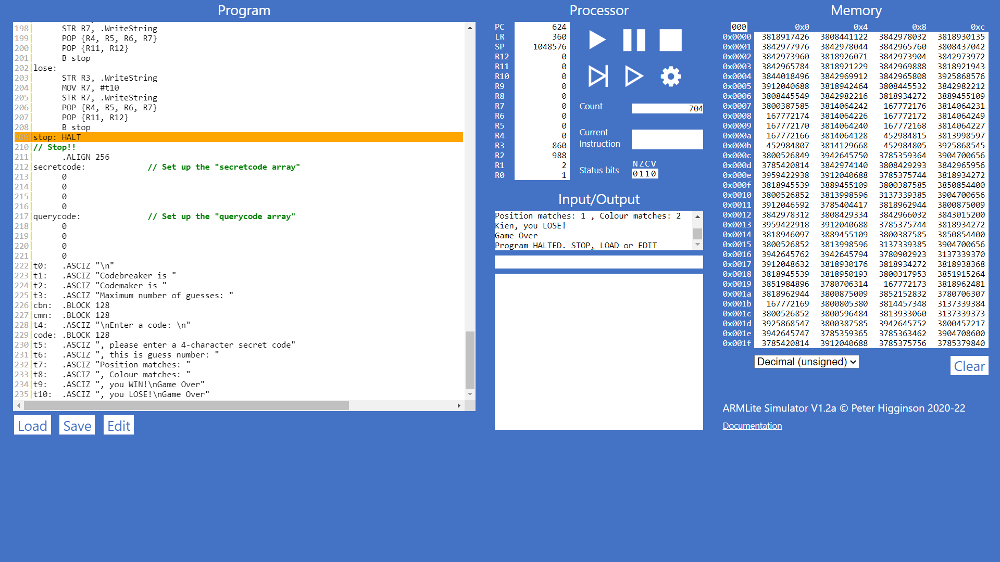 Program
198|      STR R7, .WriteString
199|      POP {R4, R5, R6, R7}
200|      POP {R11, R12}
201|      B stop
202|lose:
203|      STR R3, .WriteString
204|      MOV R7, #t10
205|      STR R7, .WriteString
206|      POP {R4, R5, R6, R7}
207|      POP {R11, R12}
208|      B stop
209|stop: HALT
210|// Stop!!
211|      .ALIGN 256
212|secretcode:             // Set up the "secretcode array"
213|      0
214|      0
215|      0
216|      0
217|querycode:              // Set up the "querycode array"
218|      0
219|      0
220|      0
221|      0
222|t0:   .ASCIZ "\n"
223|t1:   .ASCIZ "Codebreaker is "
224|t2:   .ASCIZ "Codemaker is "
225|t3:   .ASCIZ "Maximum number of guesses: "
226|cbn:  .BLOCK 128
227|cmn:  .BLOCK 128
228|t4:   .ASCIZ "\nEnter a code: \n"
229|code: .BLOCK 128
230|t5:   .ASCIZ ", please enter a 4-character secret code"
231|t6:   .ASCIZ ", this is guess number: "
232|t7:   .ASCIZ "Position matches: "
233|t8:   .ASCIZ ", Colour matches: "
234|t9:   .ASCIZ ", you WIN!\nGame Over"
235|t10:  .ASCIZ ", you LOSE!\nGame Over"
Load Save Edit
Processor
PC 624
LR 360
SP 1048576
R12 0
R11 0
R10 0
R9 0
R8 0
R7 0
R6 0
R5 0
R4 0
R3 860
R2 988
R1 2
R0 1
Count 704
Current Instruction
Status bits NZCV 0110
Input/Output
Position matches: 1 , Colour matches: 2
Kien, you LOSE!
Game Over
Program HALTED. STOP, LOAD or EDIT
Memory
000 0x0 0x4 0x8 0xc
0x0000 3818917426 3808441122 3842978032 3818930135
0x0001 3842977976 3842978044 3842965760 3808437042
0x0002 3842973960 3818926071 3842973904 3842973972
0x0003 3842965784 3818921229 3842969888 3818921943
0x0004 3844018496 3842969912 3842965808 3925868576
0x0005 3912040688 3818942464 3808445532 3842982212
0x0006 3808445549 3842982216 3818934272 3889455109
0x0007 3800387585 3814064242 167772176 3814064231
0x0008 167772174 3814064226 167772172 3814064249
0x0009 167772170 3814064240 167772168 3814064227
0x000a 167772166 3814064128 452984815 3813998597
0x000b 452984807 3814129668 452984805 3925868545
0x000c 3800526849 3942645750 3785359364 3904700656
0x000d 3785420814 3842974140 3808429293 3842965956
0x000e 3959422938 3912040688 3785375744 3818934272
0x000f 3818945539 3889455109 3800387585 3850854400
0x0010 3800526852 3813998596 3137339385 3904700656
0x0011 3912046592 3785404417 3818962944 3800875009
0x0012 3842978312 3808429334 3842966032 3843015200
0x0013 3959422918 3912040688 3785375744 3818934272
0x0014 3818946097 3889455109 3800387585 3850854400
0x0015 3800526852 3813998596 3137339385 3904700656
0x0016 3942645762 3942645794 3780902923 3137339370
0x0017 3912048632 3818930176 3818934272 3818938368
0x0018 3818945539 3818950193 3800317953 3851915264
0x0019 3851984896 3780706314 167772173 3818962481
0x001a 3818962944 3800875009 3852152832 3780706307
0x001b 167772169 3800805380 3814457348 3137339384
0x001c 3800526852 3800596484 3813933060 3137339373
0x001d 3925868547 3800387585 3942645752 3800457217
0x001e 3942645747 3785359365 3785363462 3904708600
0x001f 3785420814 3912040688 3785375756 3785379840
Decimal (unsigned)
Clear
ARMLite Simulator V1.2a © Peter Higginson 2020-22
Documentation